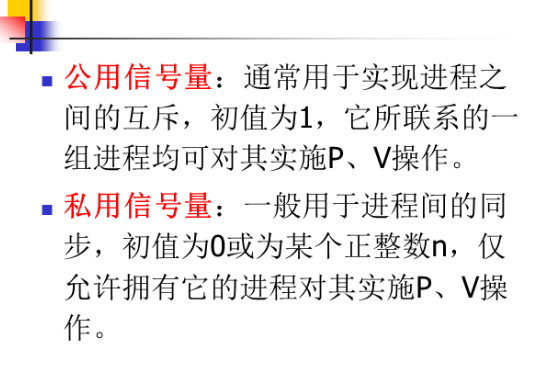 公用信号量：通常用于实现进程之
间的互斥，初值为1，它所联系的一
组进程均可对其实施P、V操作。
私用信号量：一般用于进程间的同
步，初值为0或为某个正整数n，仅
允许拥有它的进程对其实施P、V操
作。